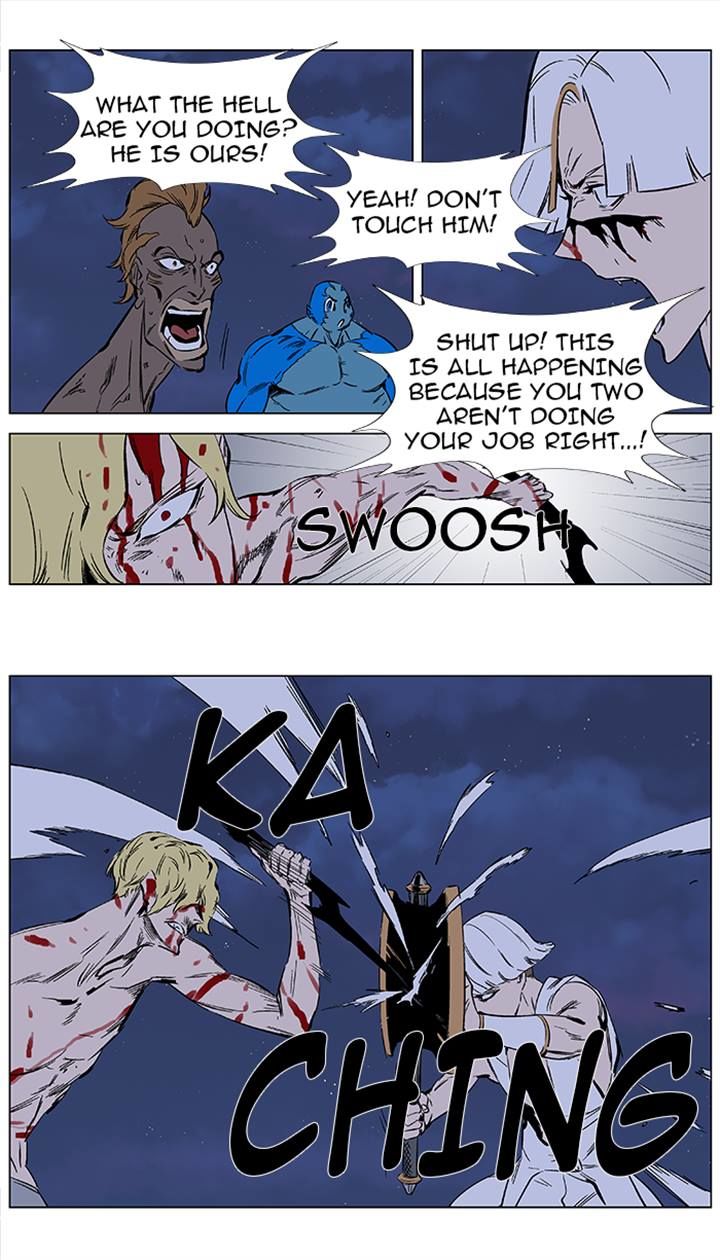 WHAT THE HELL
ARE YOU DOING?
HE IS OURS!
YEAH! DON'T
TOUCH HIM!
SHUT UP! THIS
IS ALL HAPPENING
BECAUSE YOU TWO
AREN'T DOING
YOUR JOB RIGHT...!
SWOOSH
KA
CHING